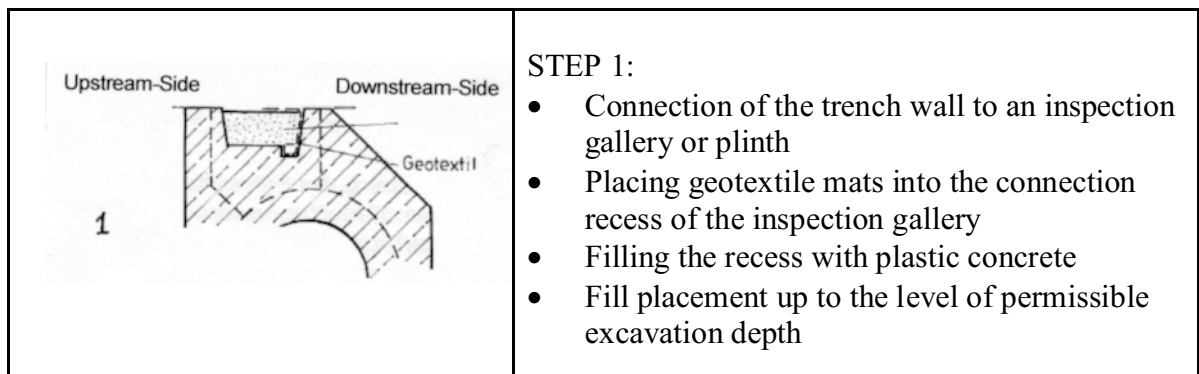 Upstream-Side
Downstream-Side
Geotextil
1
STEP 1:
• Connection of the trench wall to an inspection
gallery or plinth
• Placing geotextile mats into the connection
recess of the inspection gallery
• Filling the recess with plastic concrete
• Fill placement up to the level of permissible
excavation depth